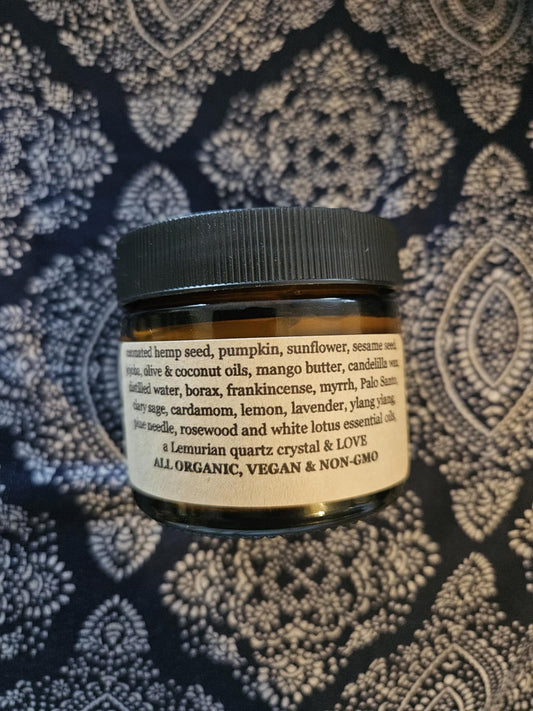 hemp seed, pumpkin, sunflower, sesame seed,
jojoba, olive & coconut oils, mango butter, candelilla wax,
distilled water, borax, frankincense, myrrh, Palo Santo,
clary sage, cardamom, lemon, lavender, ylang ylang,
pine needle, rosewood and white lotus essential oils,
a Lemurian quartz crystal & LOVE
ALL ORGANIC, VEGAN & NON-GMO